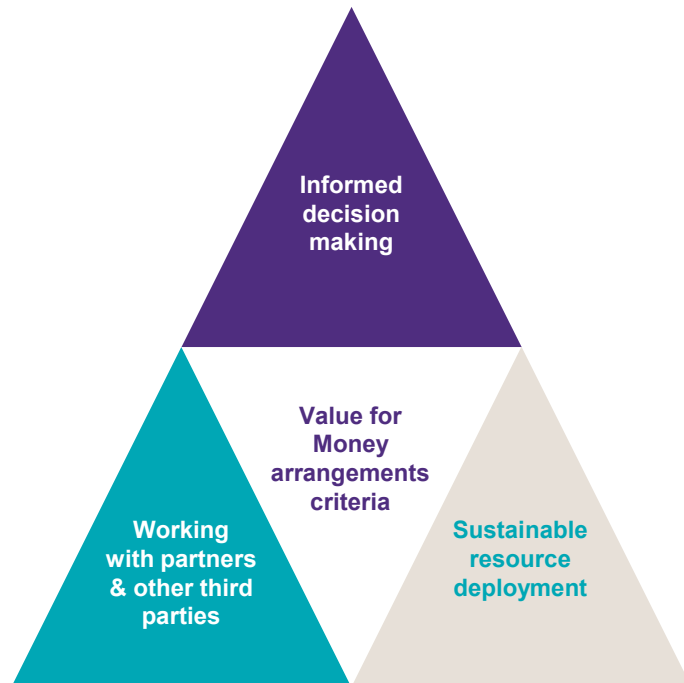 Informed
decision
making
Value for
Money
arrangements
criteria
Working
with partners
& other third
parties
Sustainable
resource
deployment